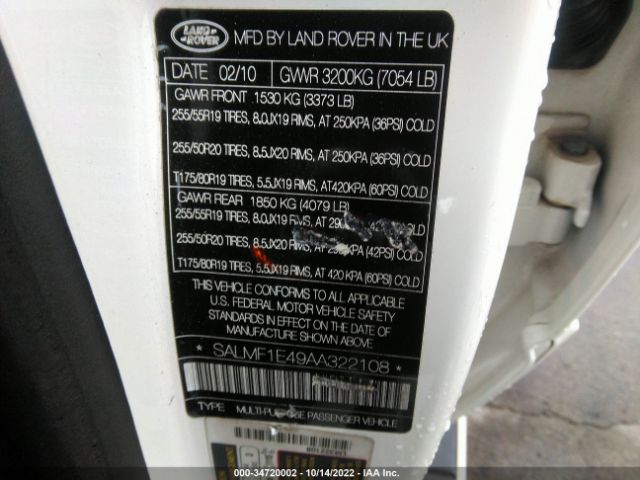 LAND ROVER
MFD BY LAND ROVER IN THE UK
DATE 02/10 GVWR 3200KG (7054 LB)
GAWR FRONT 1530 KG (3373 LB)
255/55R19 TIRES, 8.0JX19 RIMS, AT 250KPA (36PSI) COLD
255/50R20 TIRES, 8.5JX20 RIMS, AT 250KPA (36PSI) COLD
T175/80R19 TIRES, 5.5JX19 RIMS, AT420KPA (60PSI) COLD
GAWR REAR 1850 KG (4079 LB)
255/55R19 TIRES, 8.0JX19 RIMS, AT COLD
255/50R20 TIRES, 8.5JX20 RIMS, AT (42PSI) COLD
T175/80R19 TIRES, 5.5JX19 RIMS, AT 420 KPA (60PSI) COLD
THIS VEHICLE CONFORMS TO ALL APPLICABLE
U.S. FEDERAL MOTOR VEHICLE SAFETY
STANDARDS IN EFFECT ON THE DATE OF
MANUFACTURE SHOWN ABOVE
* SALMF1E49AA322108 *
TYPE MULTI-PURPOSE PASSENGER VEHICLE
000-34720002 - 10/14/2022 - IAA Inc.